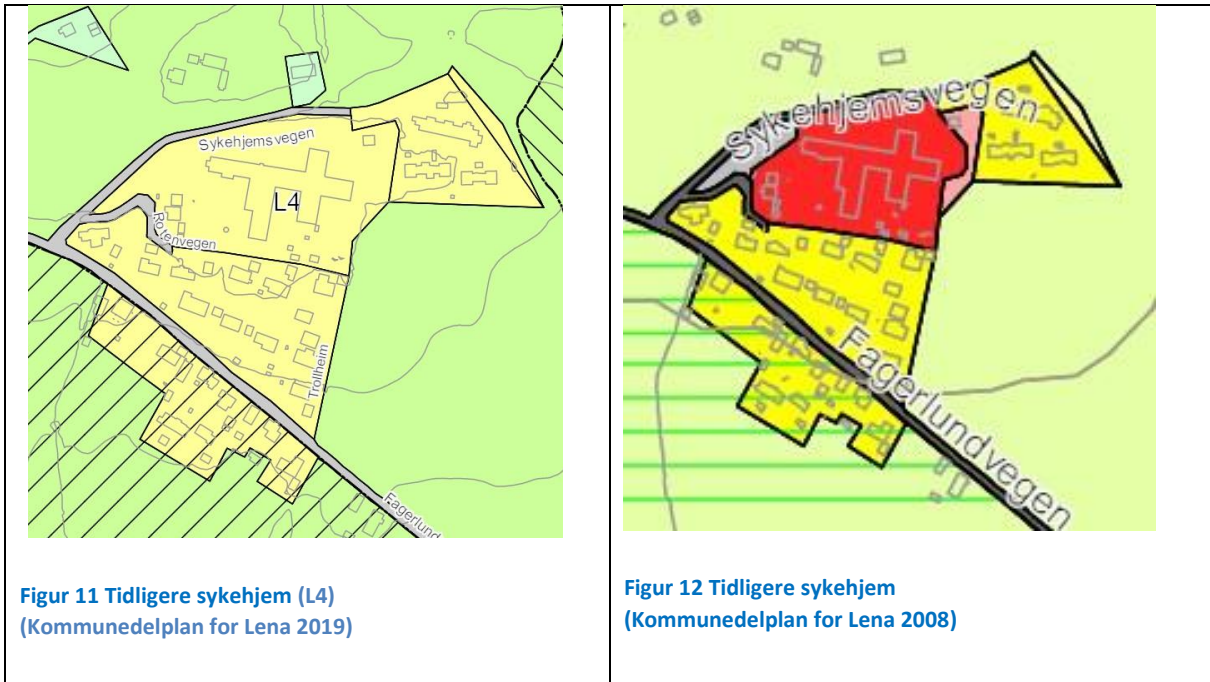 Sykehjemsvegen
L4
Rognvegen
Trollheim
Fagerlund
Figur 11 Tidligere sykehjem (L4)
(Kommunedelplan for Lena 2019)
Sykehjemsvegen
Fagerlundvegen
Figur 12 Tidligere sykehjem
(Kommunedelplan for Lena 2008)